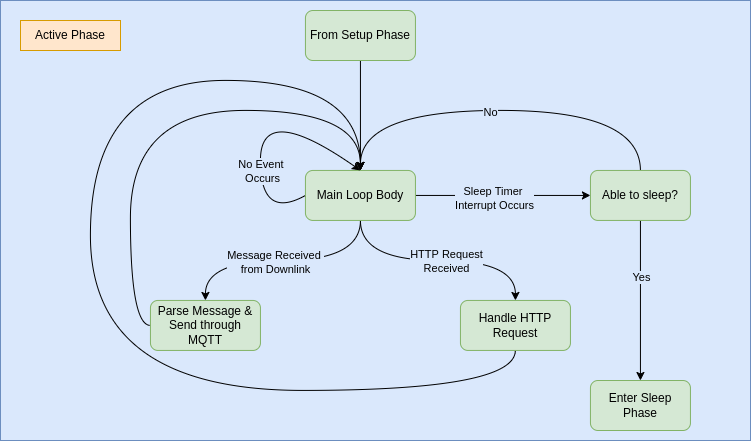 Active Phase
From Setup Phase
No
No Event
Occurs
Main Loop Body
Sleep Timer
Interrupt Occurs
Able to sleep?
Message Received
from Downlink
HTTP Request
Received
Yes
Parse Message &
Send through
MQTT
Handle HTTP
Request
Enter Sleep
Phase